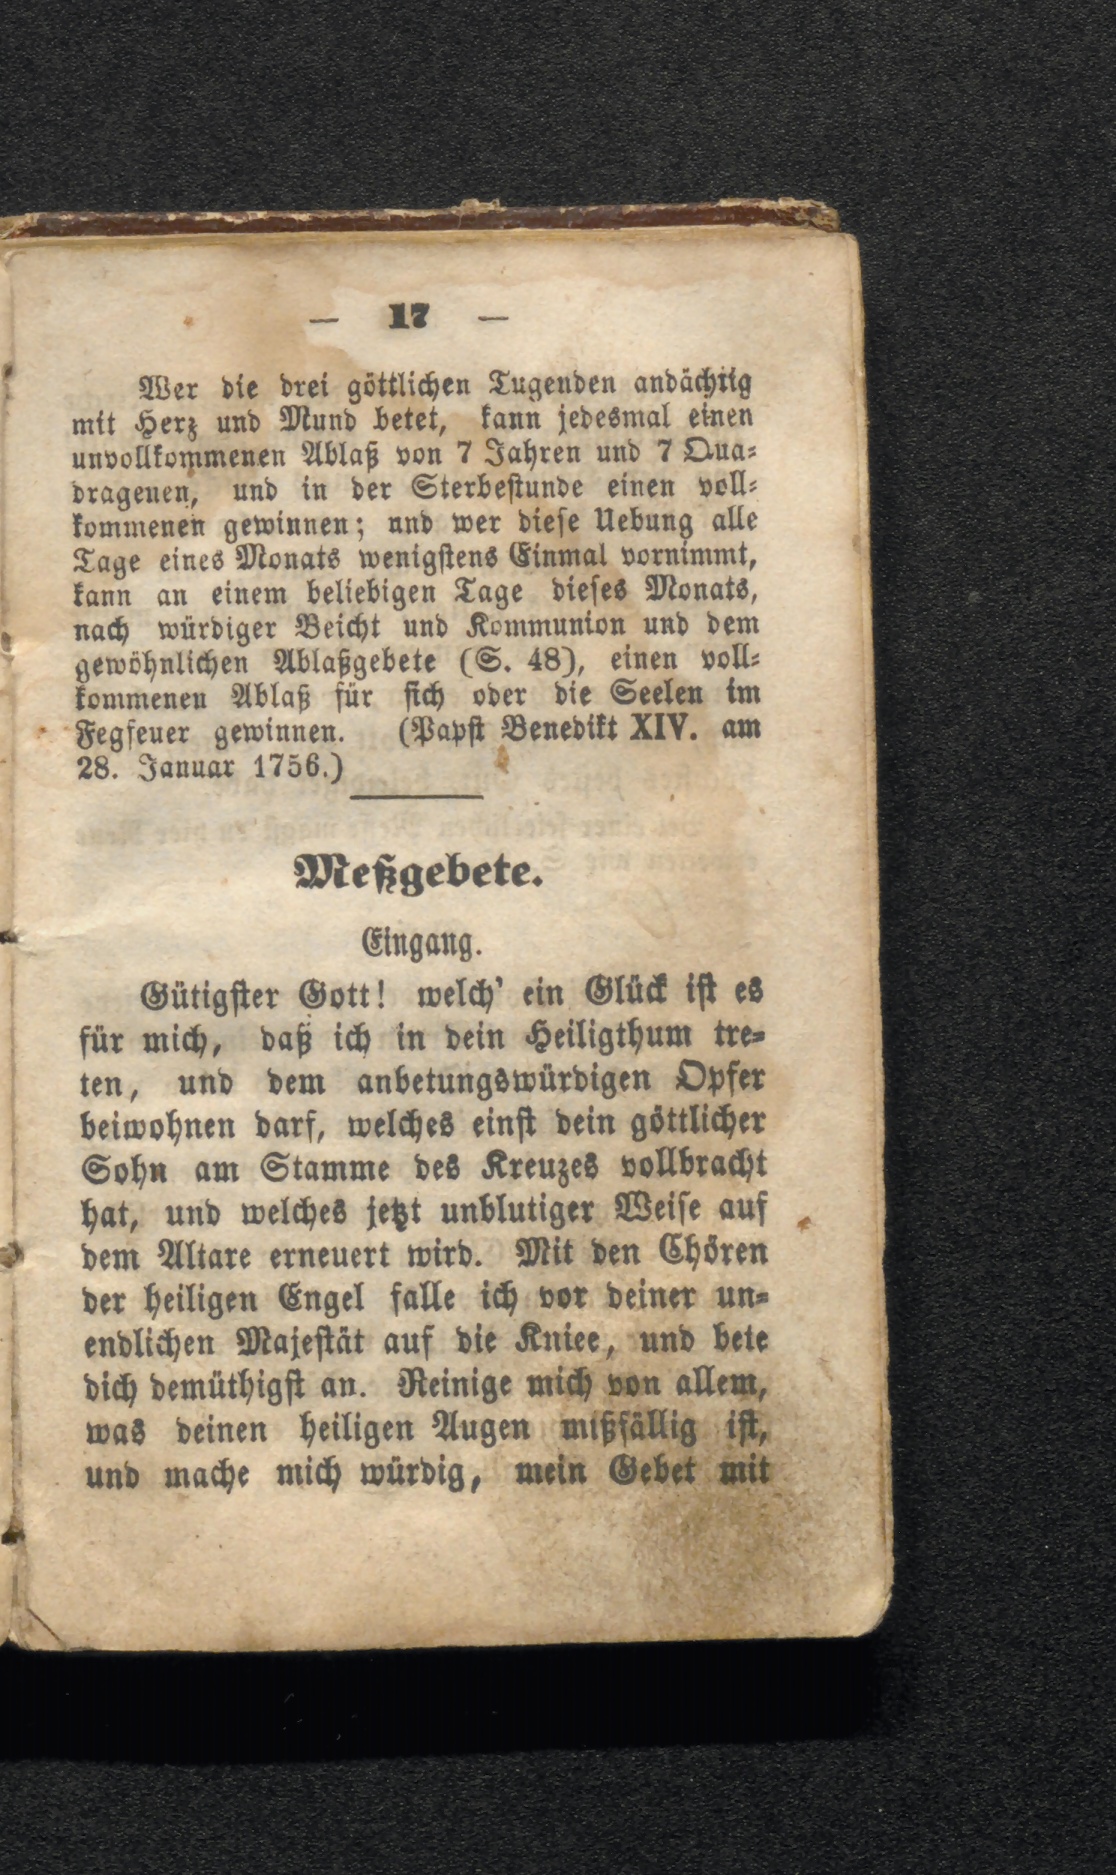 — 17 —
Wer die drei göttlichen Tugenden andächtig
mit Herz und Mund betet, kann jedesmal einen
unvollkommenen Ablaß von 7 Jahren und 7 Qua-
dragenen, und in der Sterbestunde einen voll-
kommenen gewinnen; und wer diese Uebung alle
Tage eines Monats wenigstens Einmal vornimmt,
kann an einem beliebigen Tage dieses Monats,
nach würdiger Beicht und Kommunion und dem
gewöhnlichen Ablaßgebete (S. 48), einen voll-
kommenen Ablaß für sich oder die Seelen im
Fegfeuer gewinnen. (Papst Benedikt XIV. am
28. Januar 1756.)
Meßgebete.
Eingang.
Gütigster Gott! welch' ein Glück ist es
für mich, daß ich in dein Heiligthum tre-
ten, und dem anbetungswürdigen Opfer
beiwohnen darf, welches einst dein göttlicher
Sohn am Stamme des Kreuzes vollbracht
hat, und welches jetzt unblutiger Weise auf
dem Altare erneuert wird. Mit den Chören
der heiligen Engel falle ich vor deiner un-
endlichen Majestät auf die Kniee, und bete
dich demüthigst an. Reinige mich von allem,
was deinen heiligen Augen mißfällig ist,
und mache mich würdig, mein Gebet mit